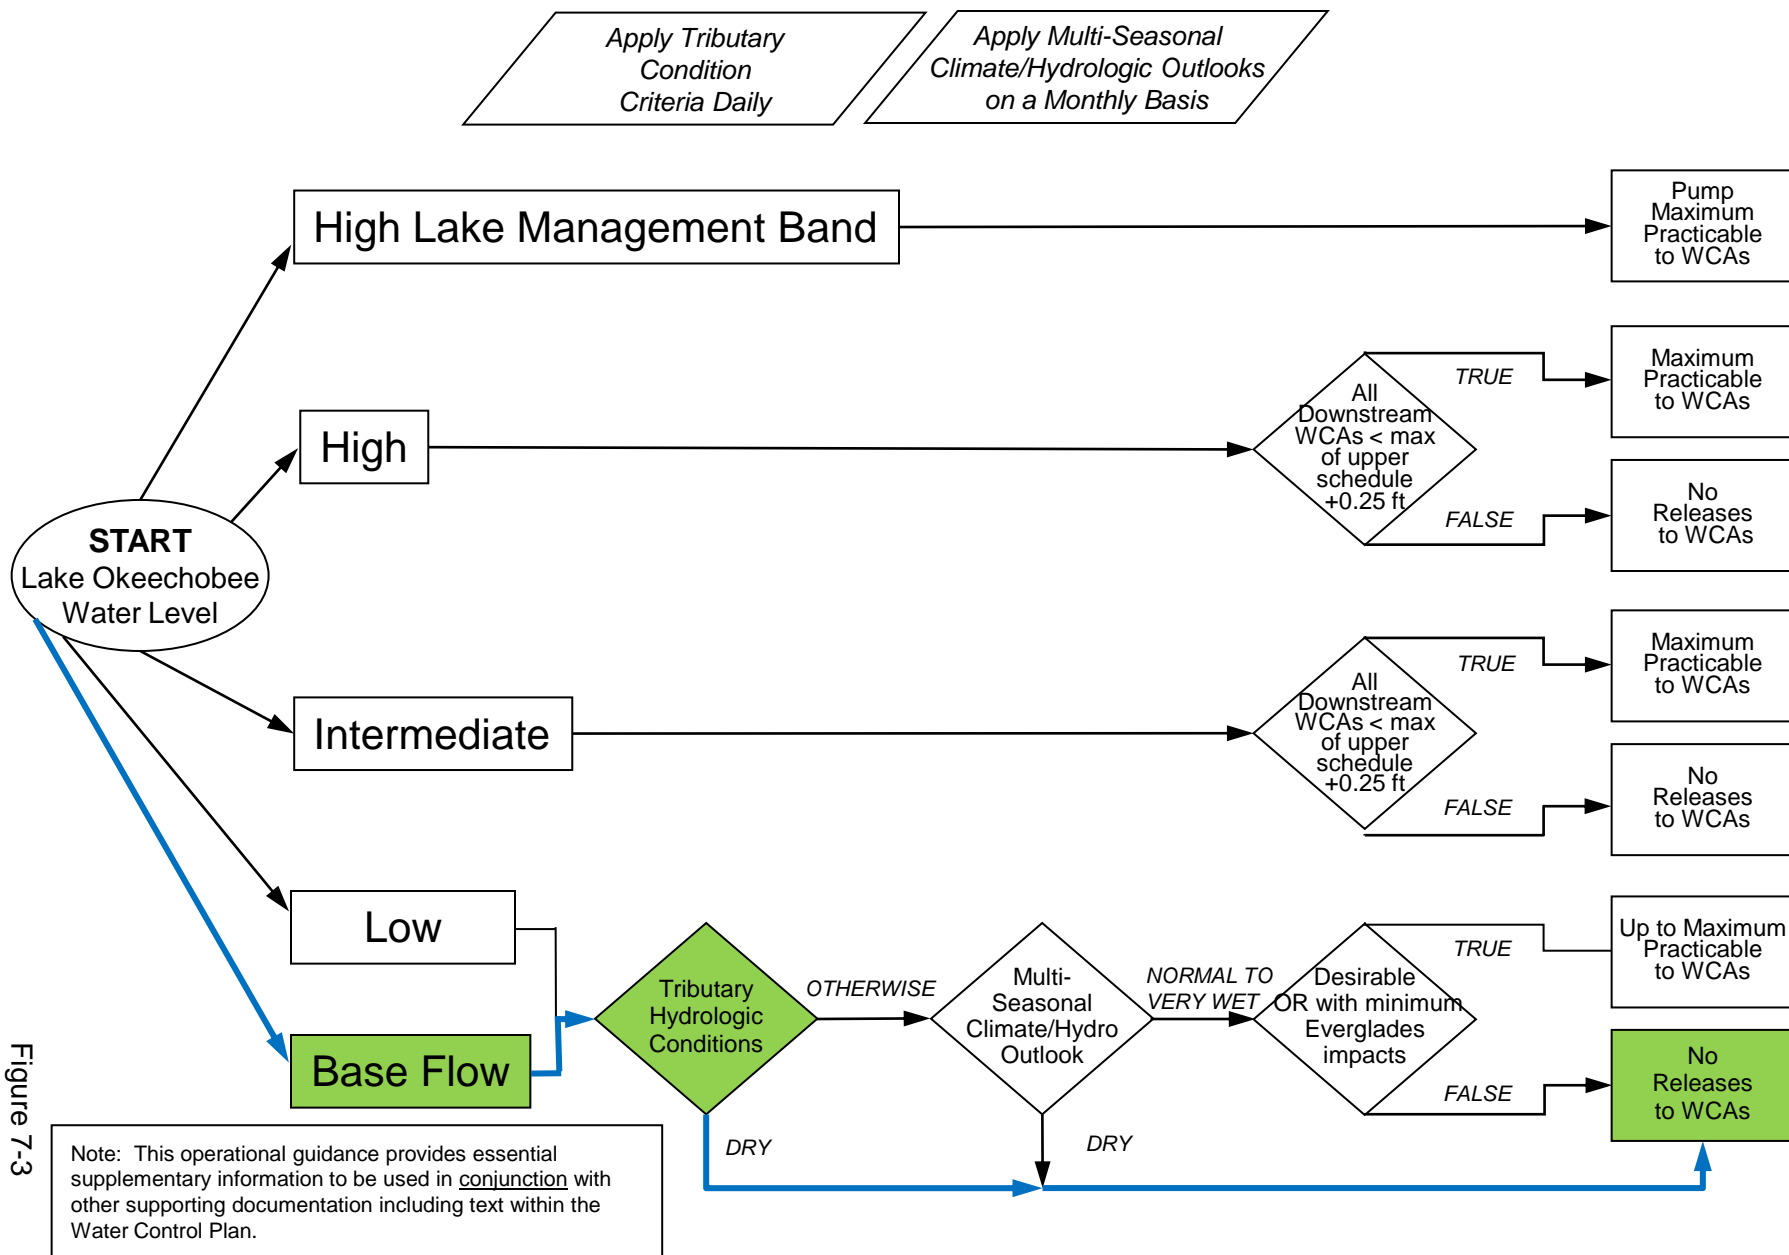 Apply Tributary
Condition
Criteria Daily
Apply Multi-Seasonal
Climate/Hydrologic Outlooks
on a Monthly Basis
High Lake Management Band
Pump
Maximum
Practicable
to WCAs
High
All
Downstream
WCAs < max
of upper
schedule
+0.25 ft
TRUE
Maximum
Practicable
to WCAs
FALSE
No
Releases
to WCAs
START
Lake Okeechobee
Water Level
Intermediate
All
Downstream
WCAs < max
of upper
schedule
+0.25 ft
TRUE
Maximum
Practicable
to WCAs
FALSE
No
Releases
to WCAs
Low
Base Flow
Tributary
Hydrologic
Conditions
OTHERWISE
DRY
Multi-
Seasonal
Climate/Hydro
Outlook
NORMAL TO
VERY WET
DRY
Desirable
OR with minimum
Everglades
impacts
TRUE
Up to Maximum
Practicable
to WCAs
FALSE
No
Releases
to WCAs
Figure 7-3
Note: This operational guidance provides essential
supplementary information to be used in conjunction with
other supporting documentation including text within the
Water Control Plan.